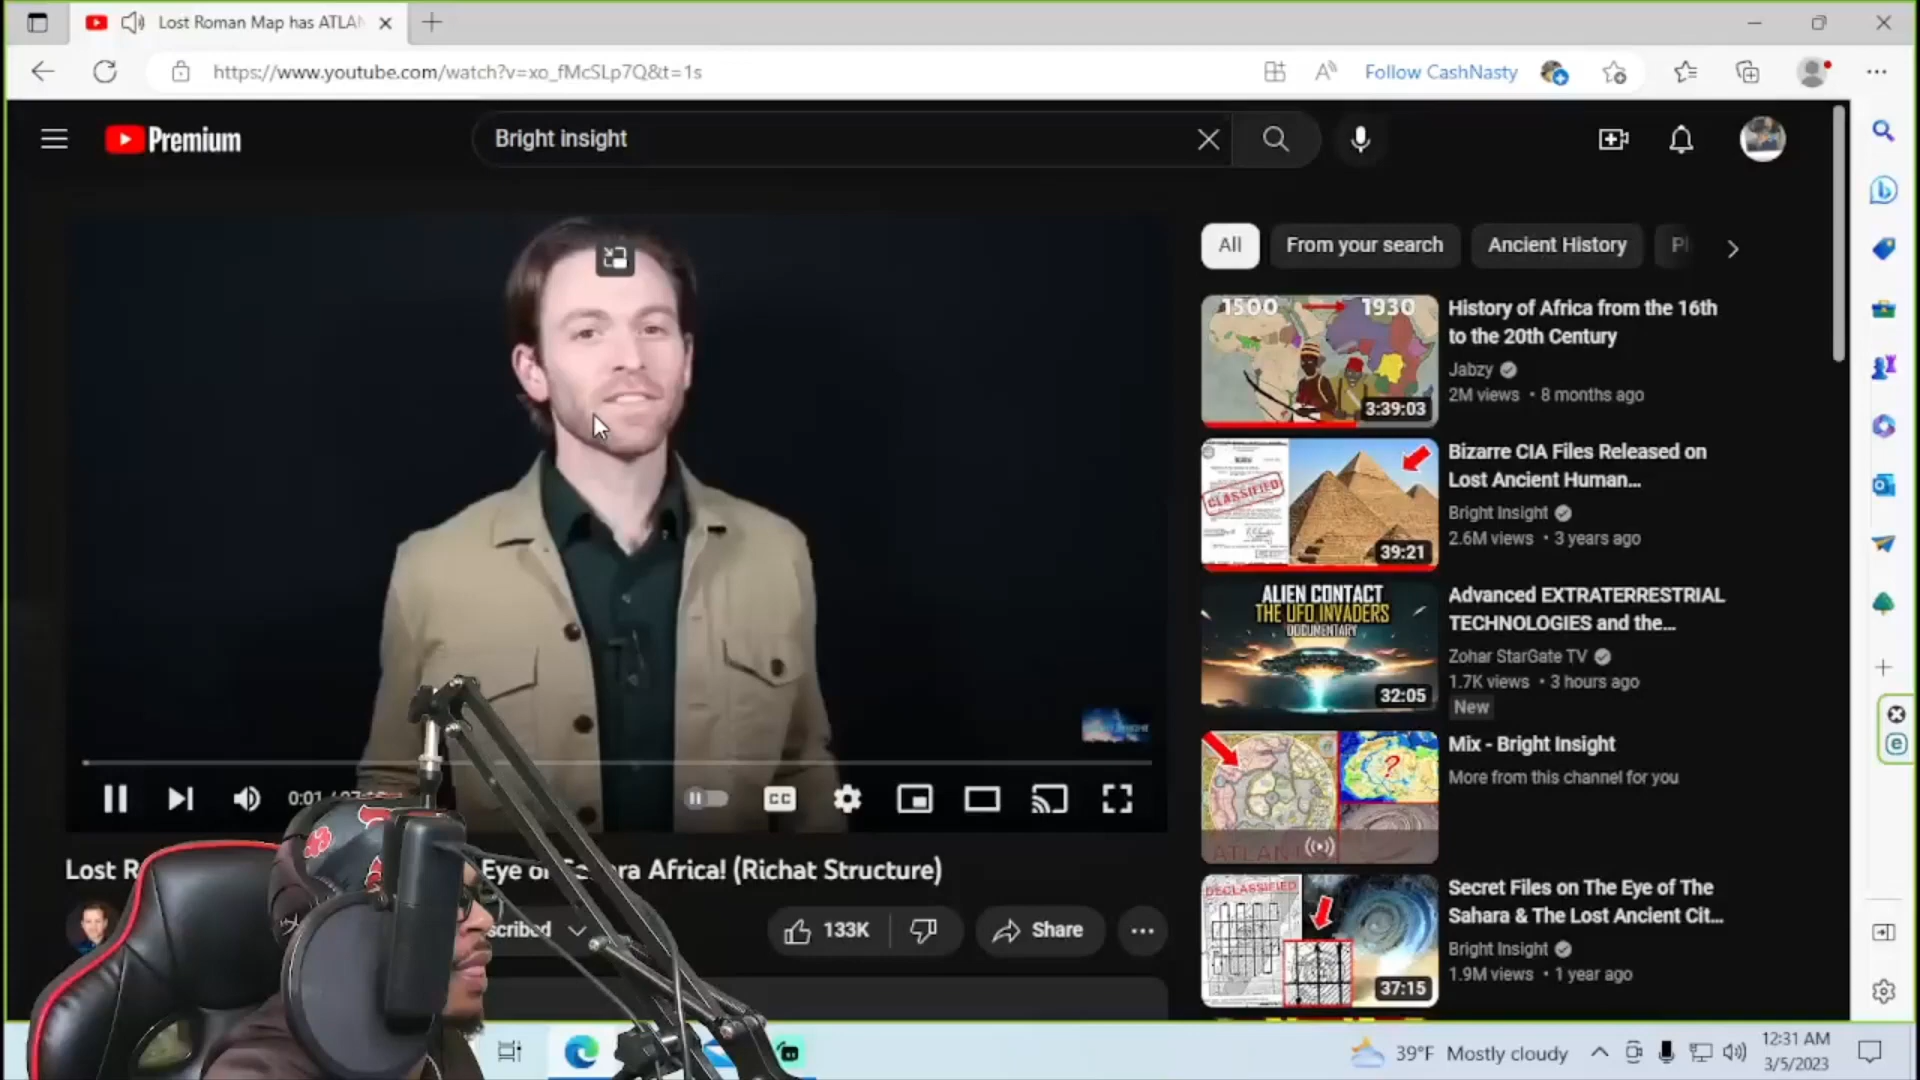 Lost Roman Map has ATLAN
https://www.youtube.com/watch?v=xo_fMcSLp7Q&t=1s
Follow CashNasty
Premium
Bright insight
All
From your search
Ancient History
Pl
1500
1930
3:39:03
History of Africa from the 16th
to the 20th Century
Jabzy
2M views • 8 months ago
CLASSIFIED
39:21
Bizarre CIA Files Released on
Lost Ancient Human...
Bright Insight
2.6M views • 3 years ago
ALIEN CONTACT
THE UFO INVADERS
DOCUMENTARY
32:05
Advanced EXTRATERRESTRIAL
TECHNOLOGIES and the...
Zohar StarGate TV
1.7K views • 3 hours ago
New
?
Mix - Bright Insight
More from this channel for you
DECLASSIFIED
37:15
Secret Files on The Eye of The
Sahara & The Lost Ancient Cit...
Bright Insight
1.9M views • 1 year ago
0:01
CC
Lost R
Eye of Sahara Africa! (Richat Structure)
scribed
133K
Share
39°F Mostly cloudy
12:31 AM
3/5/2023